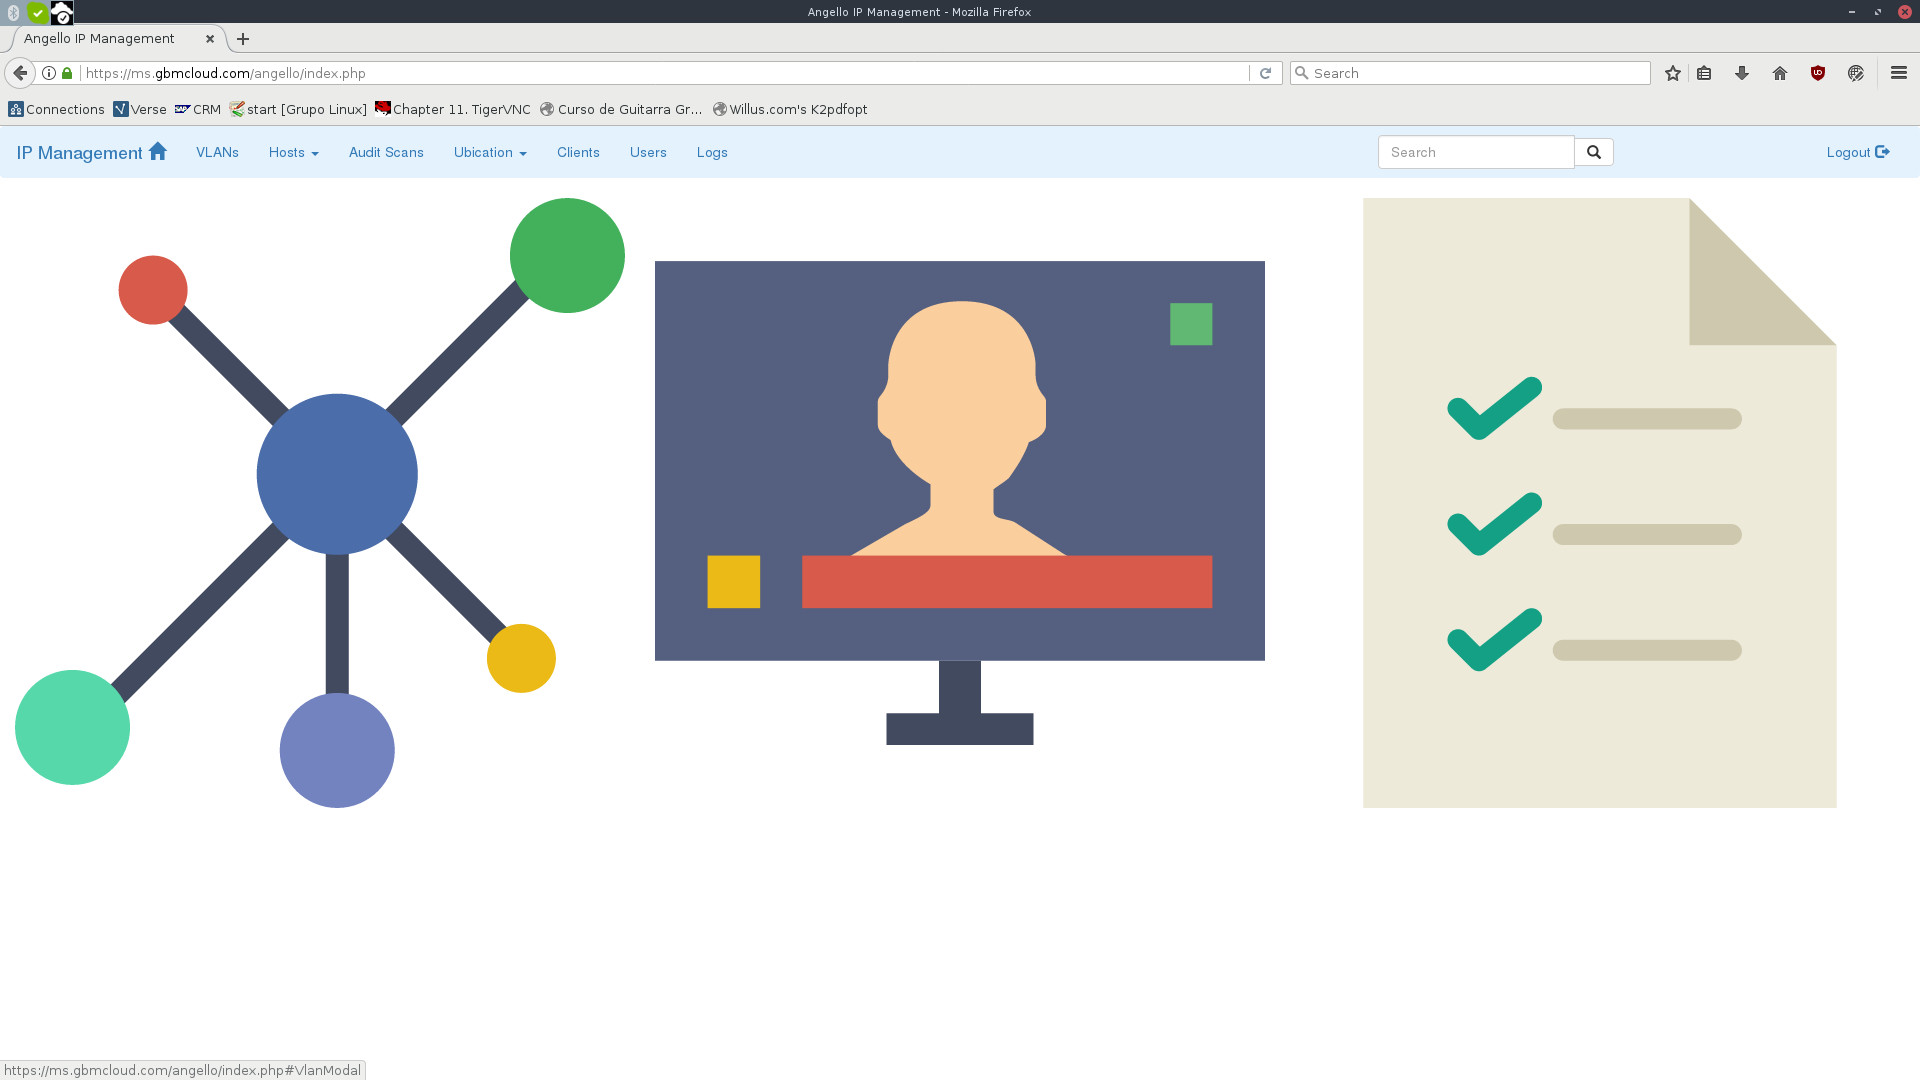 Angello IP Management - Mozilla Firefox
Angello IP Management
https://ms.gbmcloud.com/angello/index.php
Search
Connections Verse CRM start [Grupo Linux] Chapter 11. TigerVNC Curso de Guitarra Gr... Willus.com's K2pdfopt
IP Management VLANs Hosts Audit Scans Ubication Clients Users Logs Search Logout
https://ms.gbmcloud.com/angello/index.php#VlanModal